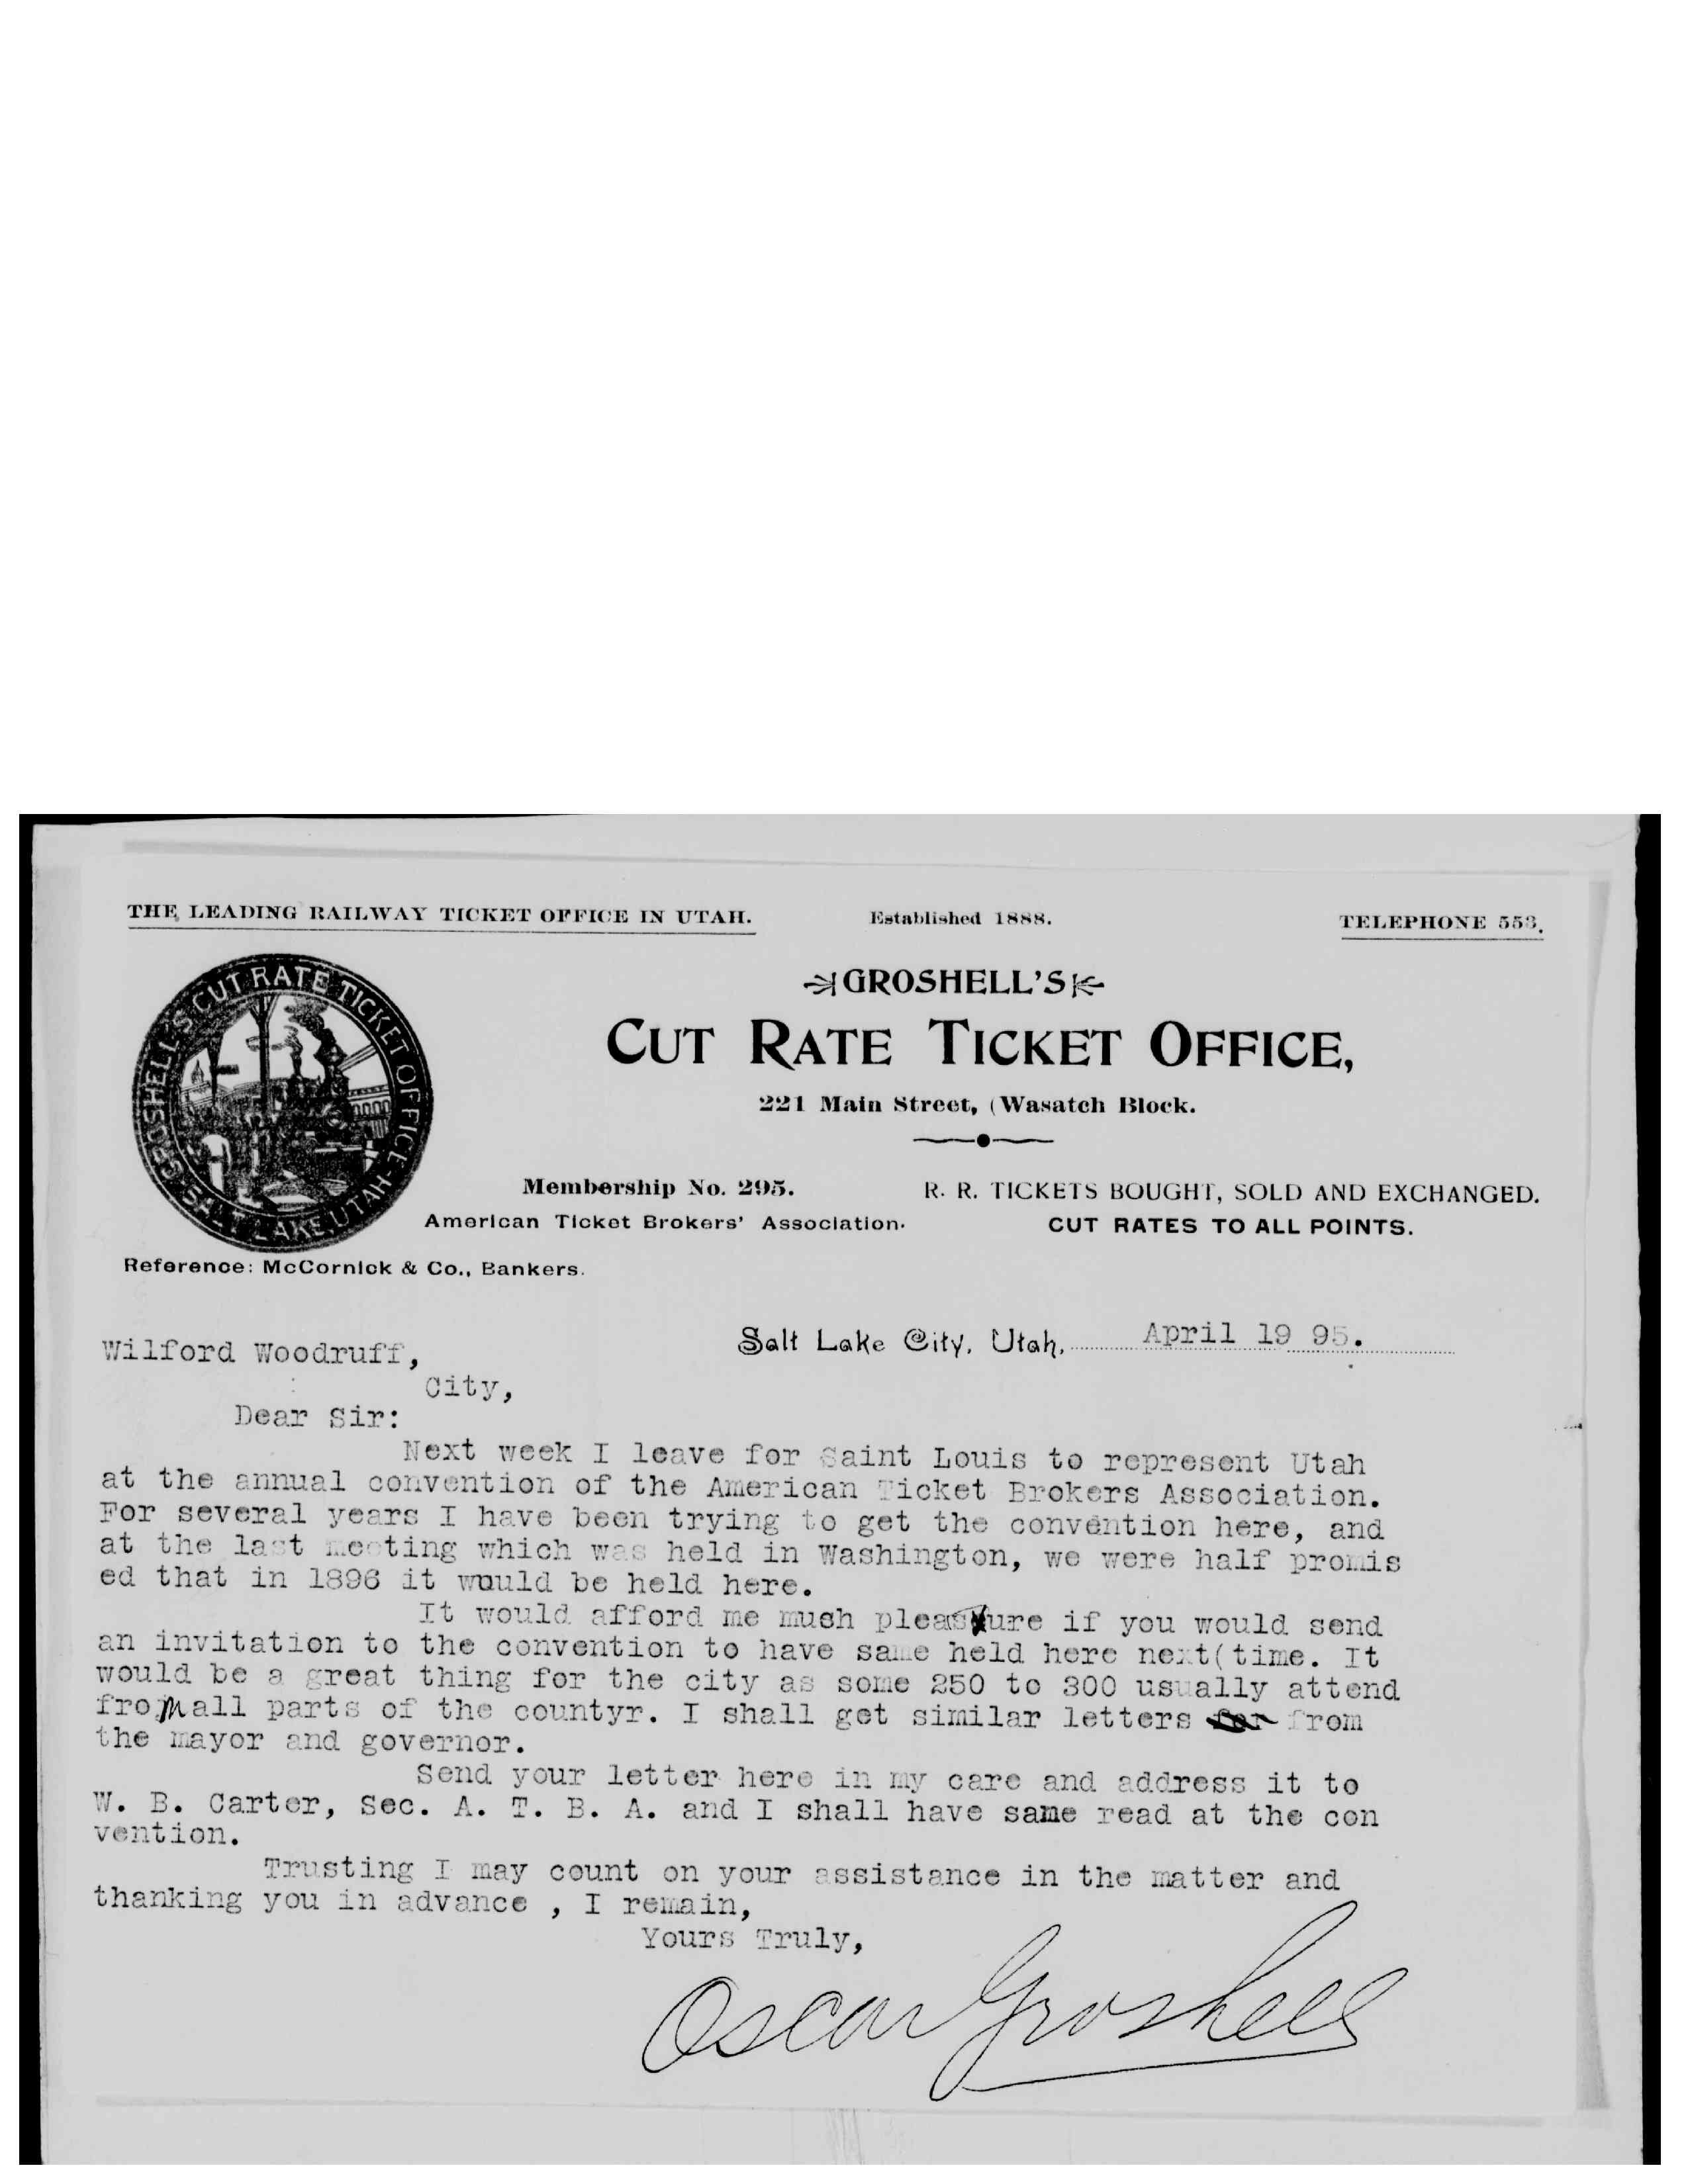 THE LEADING RAILWAY TICKET OFFICE IN UTAH.
Established 1888.
TELEPHONE 553.
GROSHELL'S
CUT RATE TICKET OFFICE,
221 Main Street, (Wasatch Block.
GROSHELL'S CUT RATE TICKET OFFICE-
SALT LAKE UTAH-
Membership No. 295.
American Ticket Brokers' Association.
R. R. TICKETS BOUGHT, SOLD AND EXCHANGED.
CUT RATES TO ALL POINTS.
Reference: McCornick & Co., Bankers.
Salt Lake City, Utah, April 19 95.
Wilford Woodruff,
City,
Dear Sir:
Next week I leave for Saint Louis to represent Utah
at the annual convention of the American Ticket Brokers Association.
For several years I have been trying to get the convention here, and
at the last meeting which was held in Washington, we were half promis
ed that in 1896 it would be held here.
It would afford me mush pleasure if you would send
an invitation to the convention to have same held here next(time. It
would be a great thing for the city as some 250 to 300 usually attend
from all parts of the countyr. I shall get similar letters for from
the mayor and governor.
Send your letter here in my care and address it to
W. B. Carter, Sec. A. T. B. A. and I shall have same read at the con
vention.
Trusting I may count on your assistance in the matter and
thanking you in advance , I remain,
Yours Truly,
Oscar Groshell